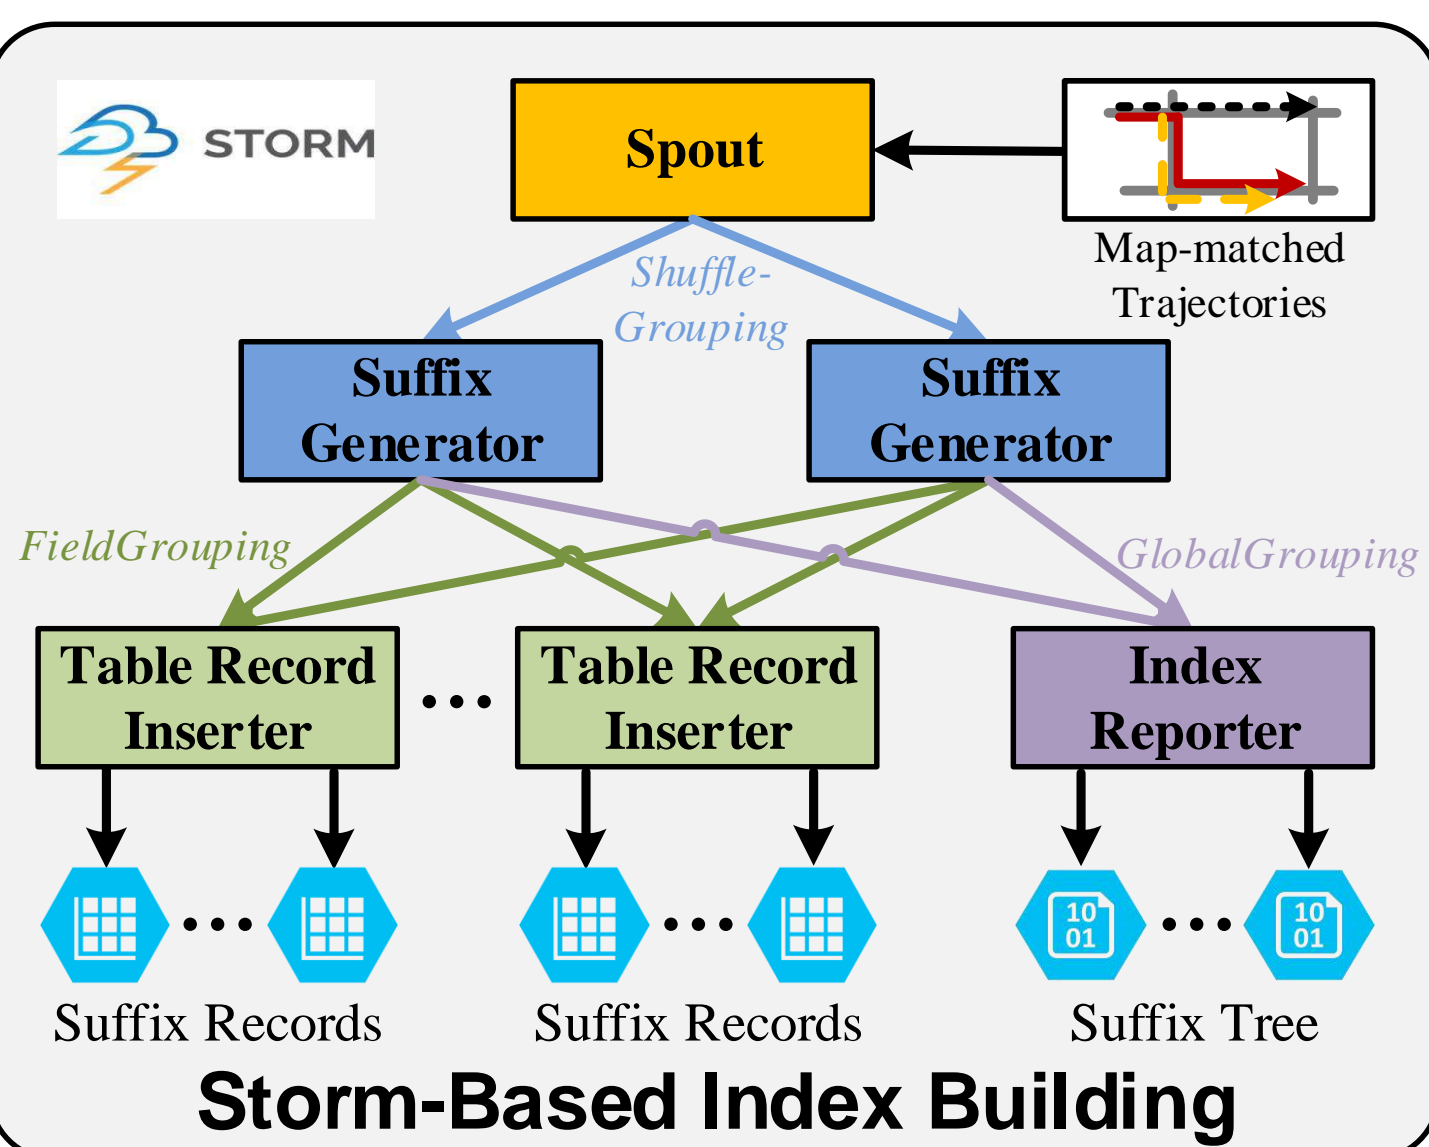 STORM
Spout
Map-matched
Trajectories
Shuffle-
Grouping
Suffix
Generator
Suffix
Generator
FieldGrouping
GlobalGrouping
Table Record
Inserter
...
Table Record
Inserter
Index
Reporter
...
...
10
01
...
10
01
Suffix Records
Suffix Records
Suffix Tree
Storm-Based Index Building